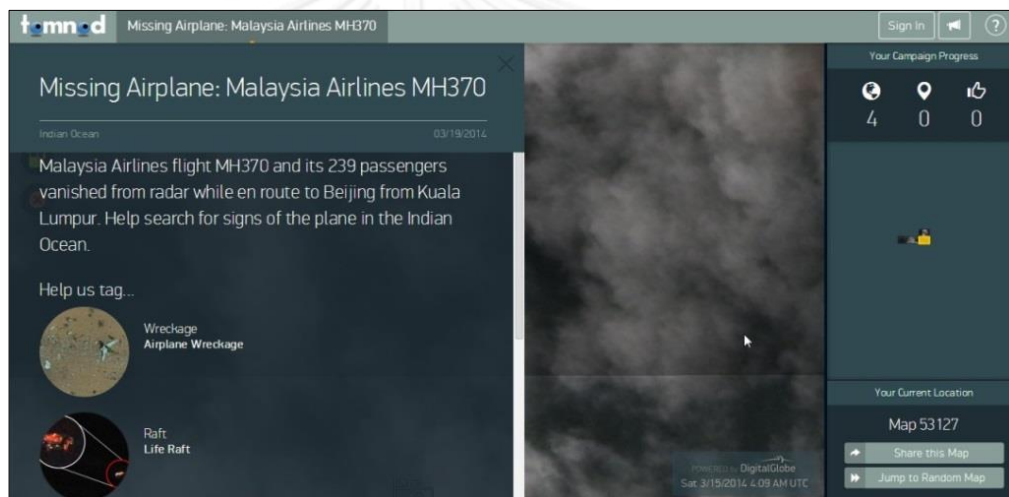 tomnod
Missing Airplane: Malaysia Airlines MH370
Sign In
?
Missing Airplane: Malaysia Airlines MH370
Indian Ocean 03/19/2014
Malaysia Airlines flight MH370 and its 239 passengers
vanished from radar while en route to Beijing from Kuala
Lumpur. Help search for signs of the plane in the Indian
Ocean.
Help us tag...
Wreckage
Airplane Wreckage
Raft
Life Raft
POWERED by DigitalGlobe
Sat 3/15/2014 4:09 AM UTC
Your Campaign Progress
4 0 0
Your Current Location
Map 53127
Share this Map
Jump to Random Map